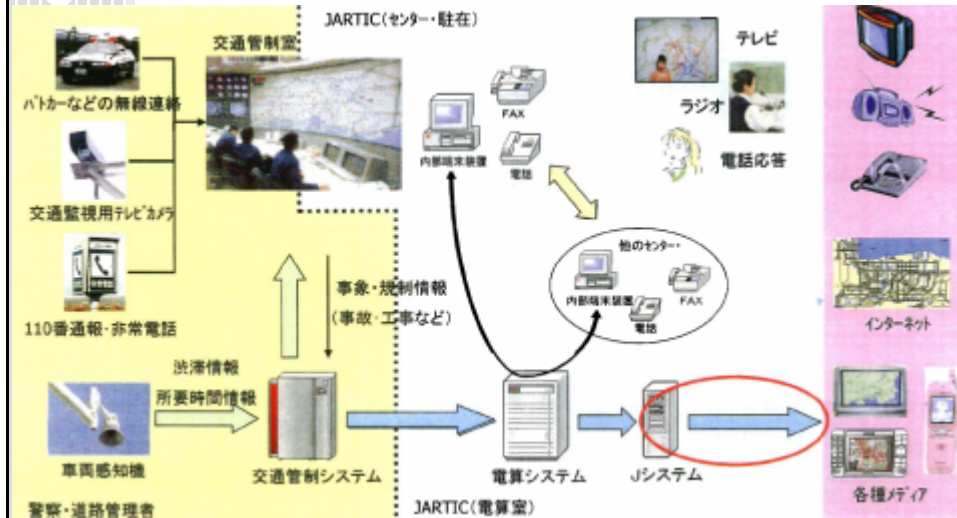 JARTIC(センター・駐在)
交通管制室
パトカーなどの無線連絡
交通監視用テレビカメラ
110番通報・非常電話
FAX
内部端末装置
電話
テレビ
ラジオ
電話応答
他のセンター・
内部端末装置
FAX
電話
事象・規制情報
(事故・工事など)
渋滞情報
所要時間情報
車両感知機
交通管制システム
電算システム
Jシステム
インターネット
各種メディア
警察・道路管理者
JARTIC(電算室)